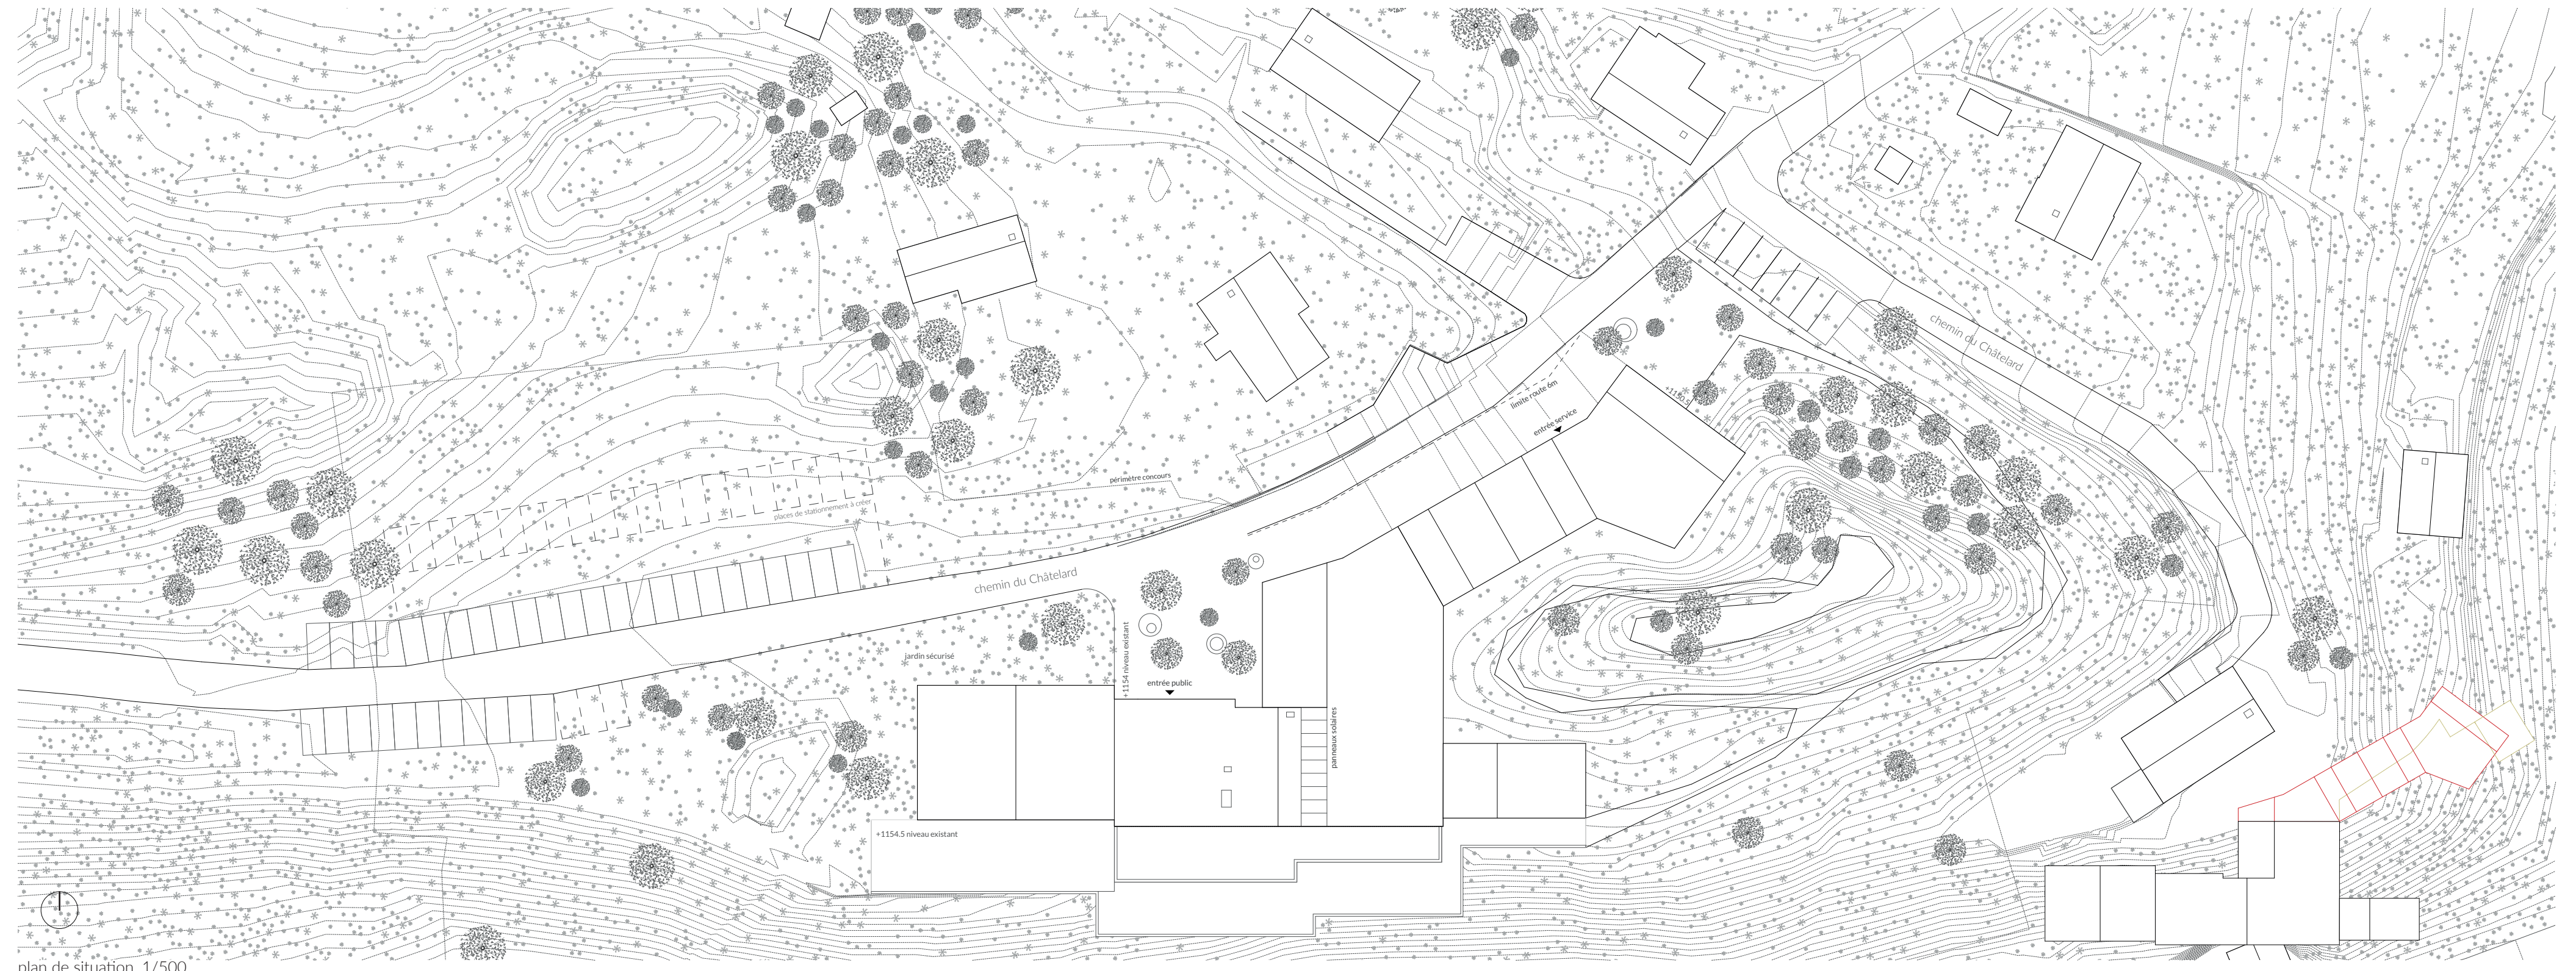 chemin du Châtelard
limite route 6m
entrée service
+1150.
périmètre concours
places de stationnement à créer
chemin du Châtelard
+1154 niveau existant
jardin sécurisé
entrée public
panneaux solaires
+1154.5 niveau existant
plan de situation 1/500